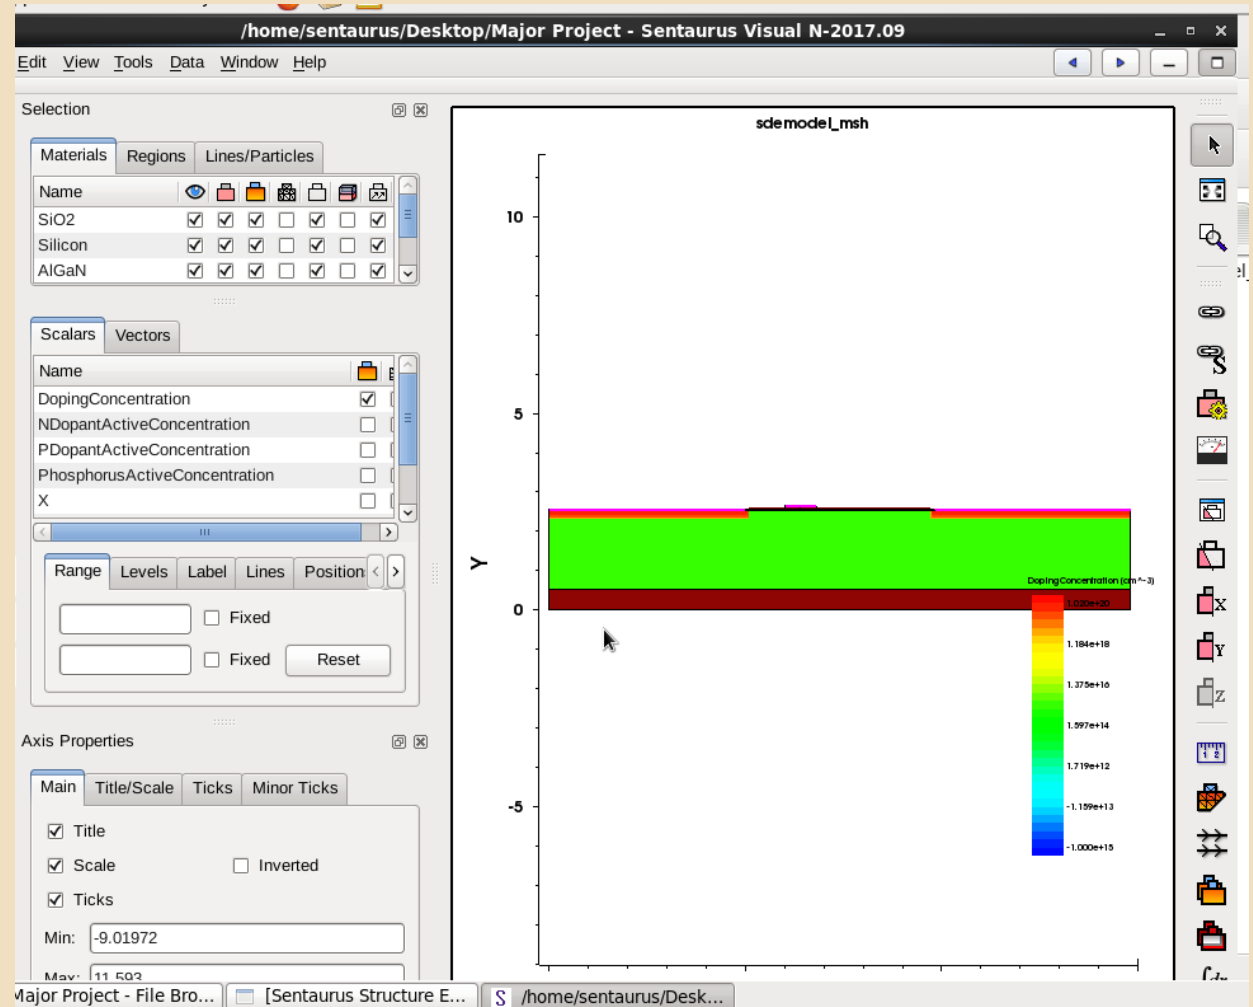 /home/sentaurus/Desktop/Major Project - Sentaurus Visual N-2017.09
Edit View Tools Data Window Help
Selection
Materials Regions Lines/Particles
Name
SiO2
Silicon
AlGaN
Scalars Vectors
Name
DopingConcentration
NDopantActiveConcentration
PDopantActiveConcentration
PhosphorusActiveConcentration
X
Range Levels Label Lines Position
Fixed
Fixed Reset
Axis Properties
Main Title/Scale Ticks Minor Ticks
Title
Scale Inverted
Ticks
Min: -9.01972
Max: 11.593
sdemodel_msh
10
5
0
-5
Y
DopingConcentration (cm^-3)
1.020e+20
1.184e+18
1.375e+16
1.597e+14
1.719e+12
-1.159e+13
-1.000e+15
X
Y
Z
Major Project - File Bro... [Sentaurus Structure E... /home/sentaurus/Desk...